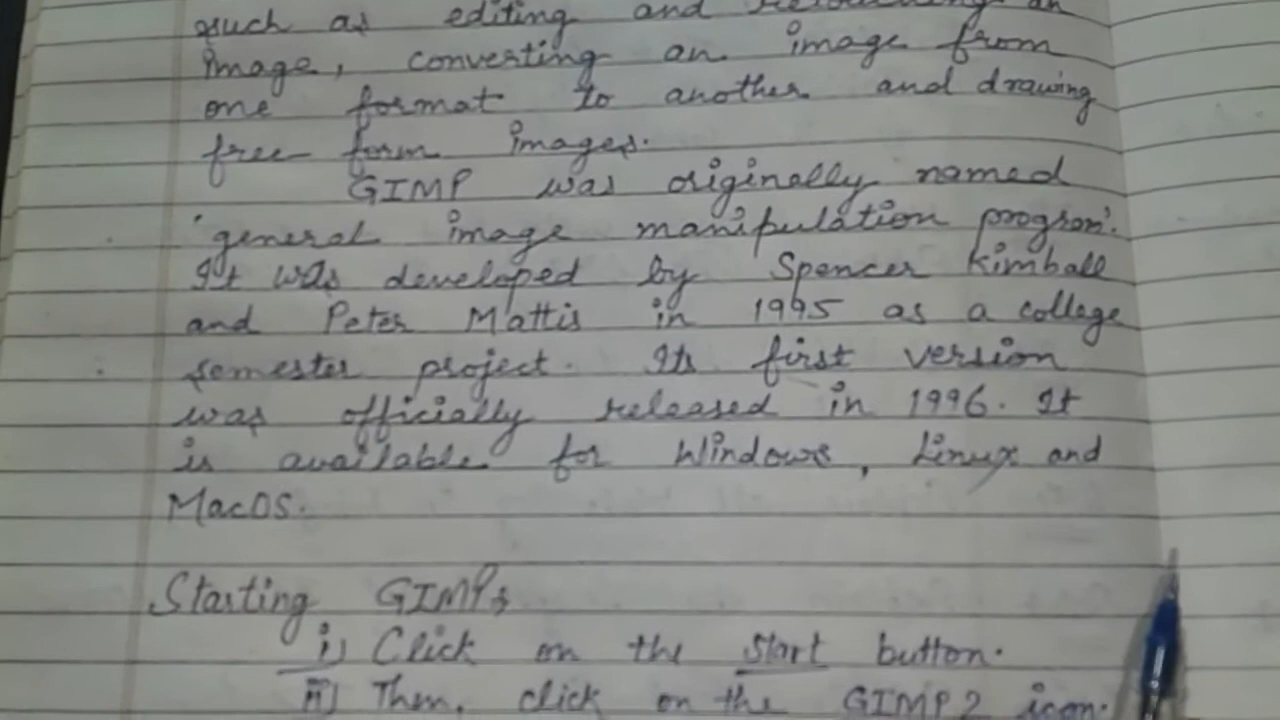 such as editing and retouching an
image, converting an image from
one format to another and drawing
free form images.
GIMP was originally named
'general image manipulation program'.
It was developed by Spencer Kimball
and Peter Mattis in 1995 as a college
semester project. Its first version
was officially released in 1996. It
is available for Windows, Linux and
MacOS.
Starting GIMP:
i) Click on the Start button.
ii) Then, click on the GIMP 2 icon.